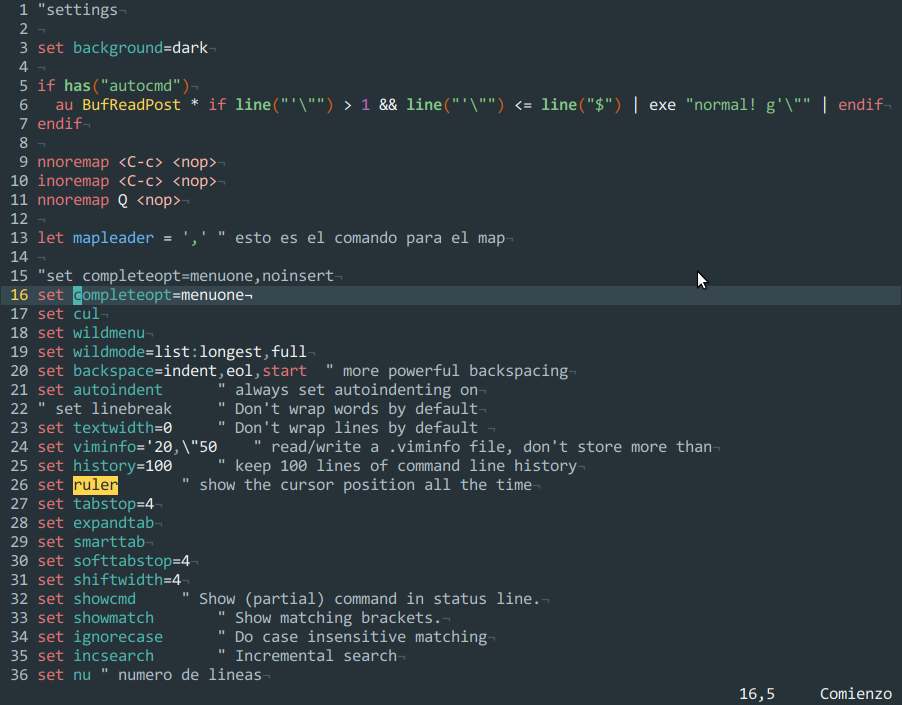 1 "settings¬
2 ¬
3 set background=dark¬
4 ¬
5 if has("autocmd")¬
6   au BufReadPost * if line("'\"") > 1 && line("'\"") <= line("$") | exe "normal! g'\"" | endif¬
7 endif¬
8 ¬
9 nnoremap <C-c> <nop>¬
10 inoremap <C-c> <nop>¬
11 nnoremap Q <nop>¬
12 ¬
13 let mapleader = ',' " esto es el comando para el map¬
14 ¬
15 "set completeopt=menuone,noinsert¬
16 set completeopt=menuone¬
17 set cul¬
18 set wildmenu¬
19 set wildmode=list:longest,full¬
20 set backspace=indent,eol,start  " more powerful backspacing¬
21 set autoindent      " always set autoindenting on¬
22 " set linebreak     " Don't wrap words by default¬
23 set textwidth=0     " Don't wrap lines by default ¬
24 set viminfo='20,\"50    " read/write a .viminfo file, don't store more than¬
25 set history=100     " keep 100 lines of command line history¬
26 set ruler       " show the cursor position all the time¬
27 set tabstop=4¬
28 set expandtab¬
29 set smarttab¬
30 set softtabstop=4¬
31 set shiftwidth=4¬
32 set showcmd     " Show (partial) command in status line.¬
33 set showmatch       " Show matching brackets.¬
34 set ignorecase      " Do case insensitive matching¬
35 set incsearch       " Incremental search¬
36 set nu " numero de lineas¬
16,5     Comienzo